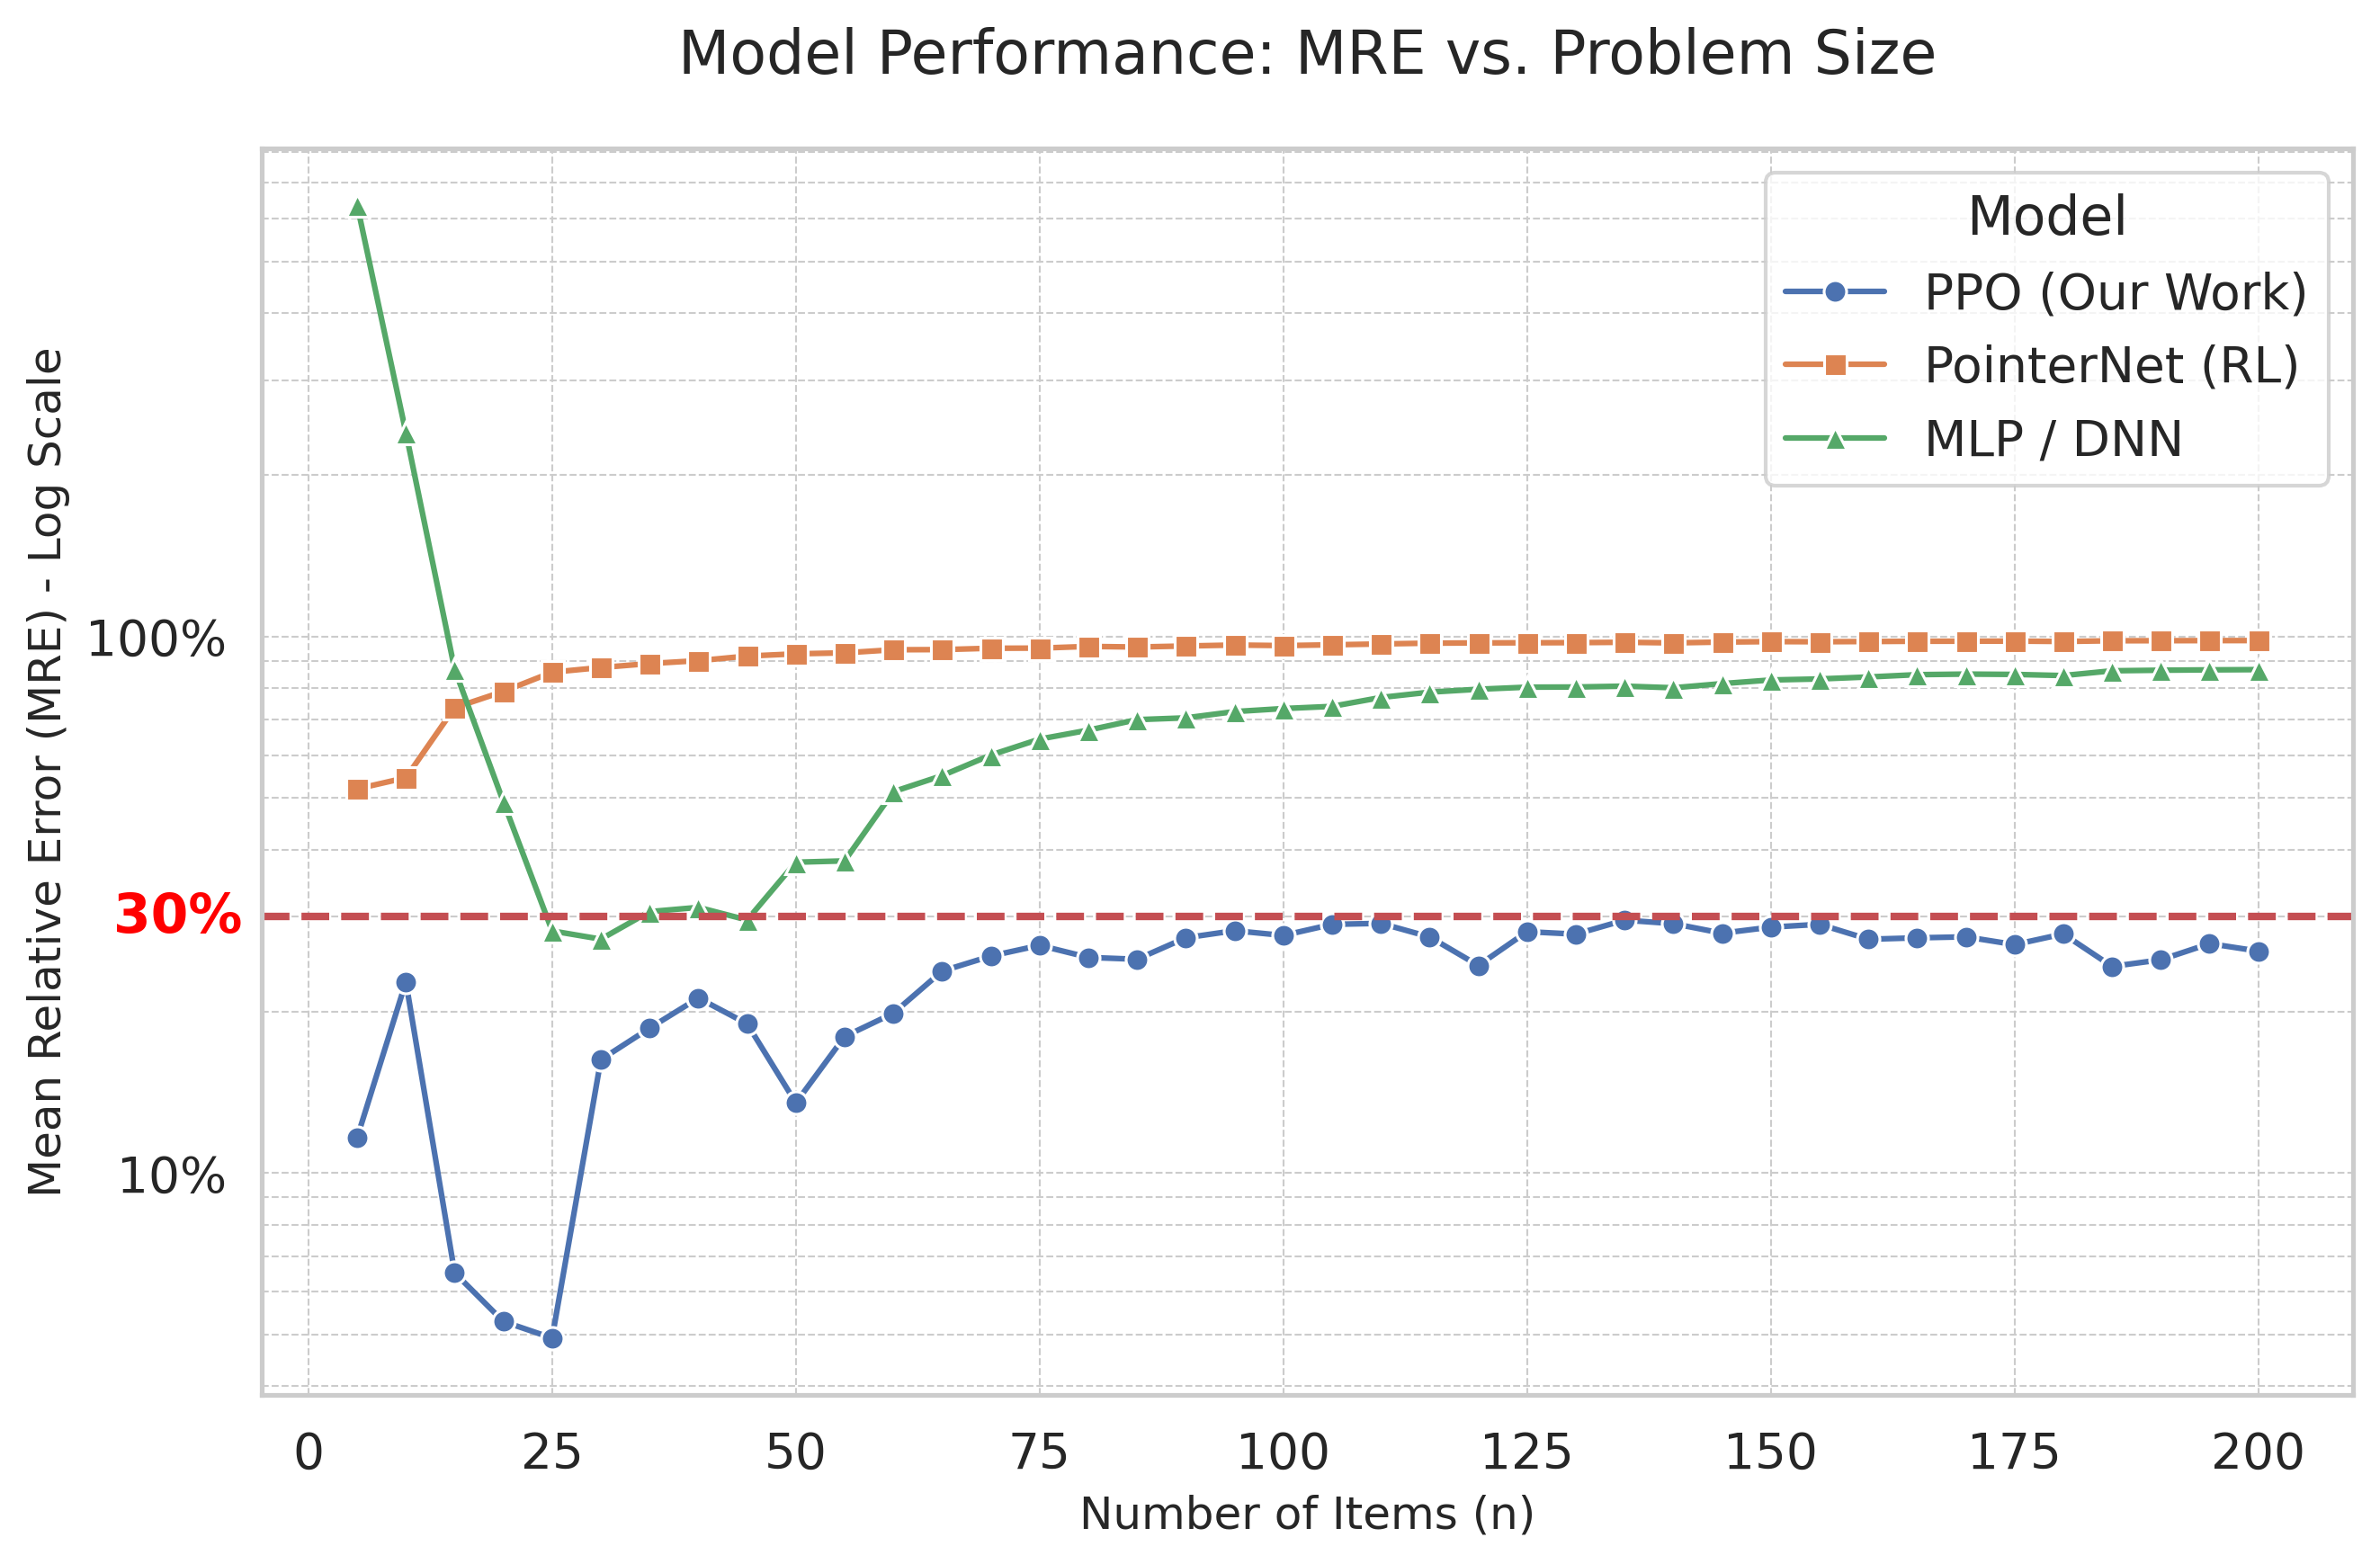 Model Performance: MRE vs. Problem Size
Mean Relative Error (MRE) - Log Scale
100%
30%
10%
Model
PPO (Our Work)
PointerNet (RL)
MLP / DNN
0 25 50 75 100 125 150 175 200
Number of Items (n)